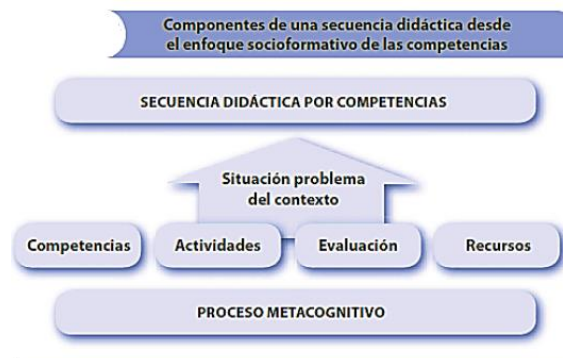 Componentes de una secuencia didáctica desde
el enfoque socioformativo de las competencias
SECUENCIA DIDÁCTICA POR COMPETENCIAS
Situación problema
del contexto
Competencias
Actividades
Evaluación
Recursos
PROCESO METACOGNITIVO